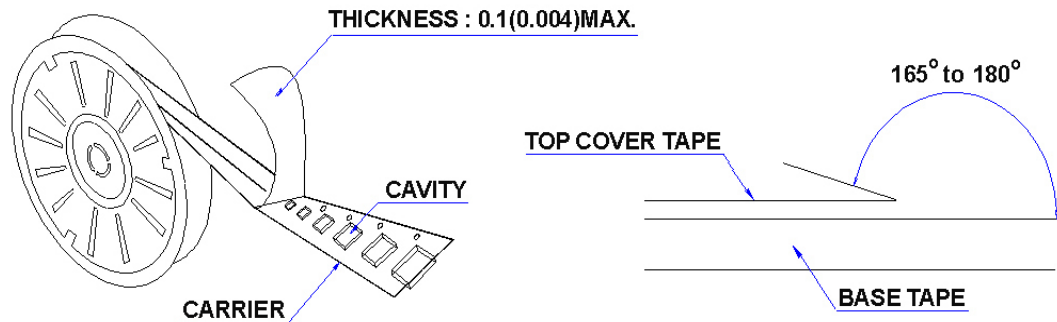 THICKNESS : 0.1(0.004)MAX.
165° to 180°
TOP COVER TAPE
CAVITY
CARRIER
BASE TAPE